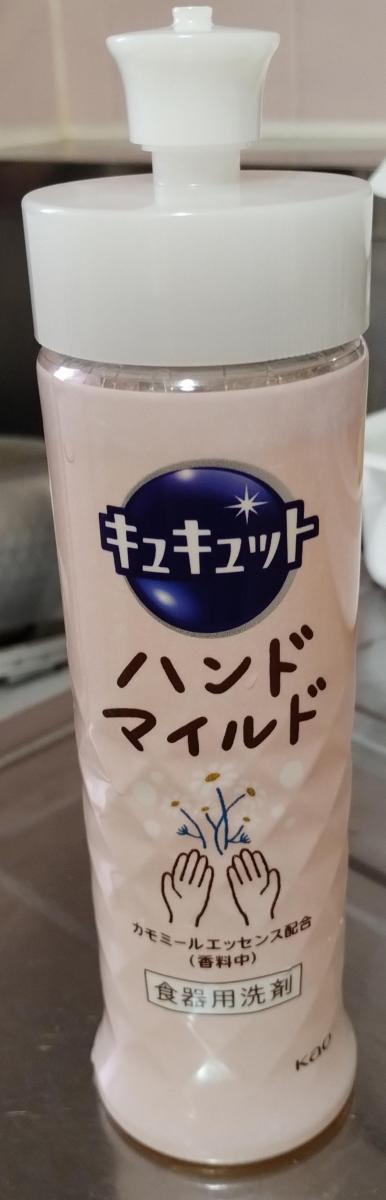 キュキュット
ハンド
マイルド
カモミールエッセンス配合
(香料中)
食器用洗剤
Kao